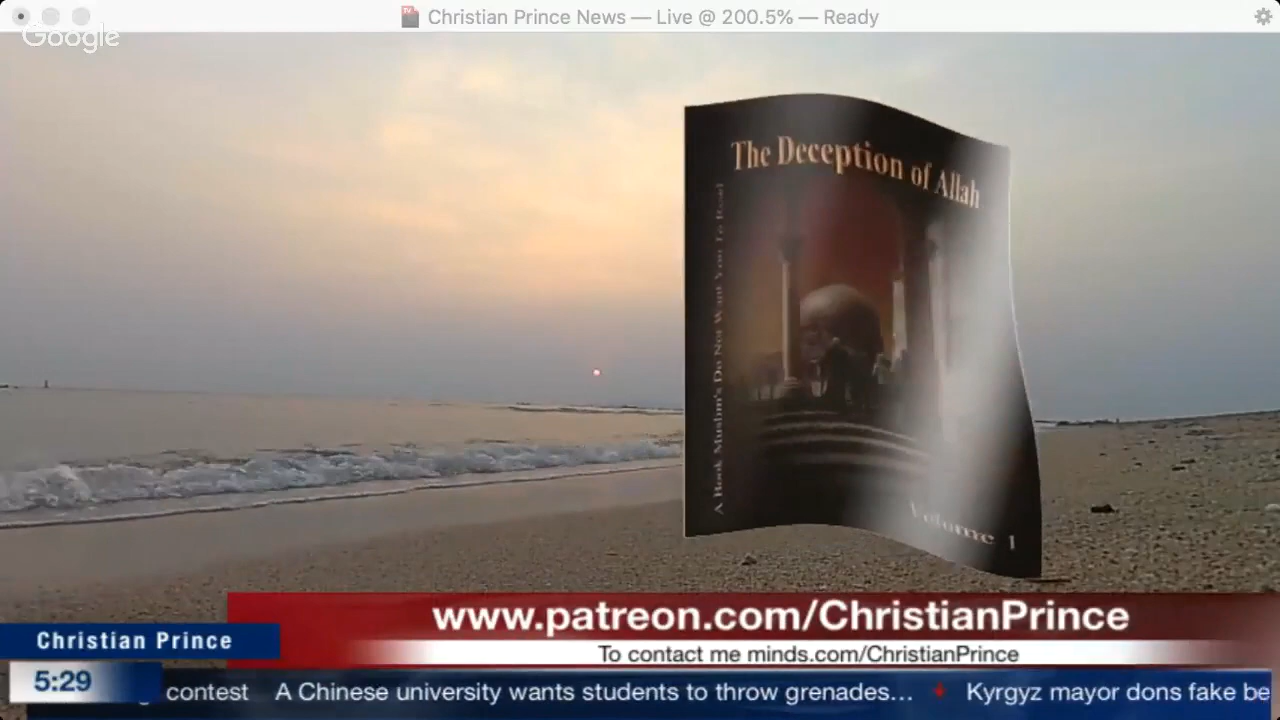 Christian Prince News — Live @ 200.5% — Ready
Google
The Deception of Allah
A Book Muslim's Do Not Want You To Read
Volume 1
www.patreon.com/ChristianPrince
Christian Prince
To contact me minds.com/ChristianPrince
5:29
contest A Chinese university wants students to throw grenades... Kyrgyz mayor dons fake be